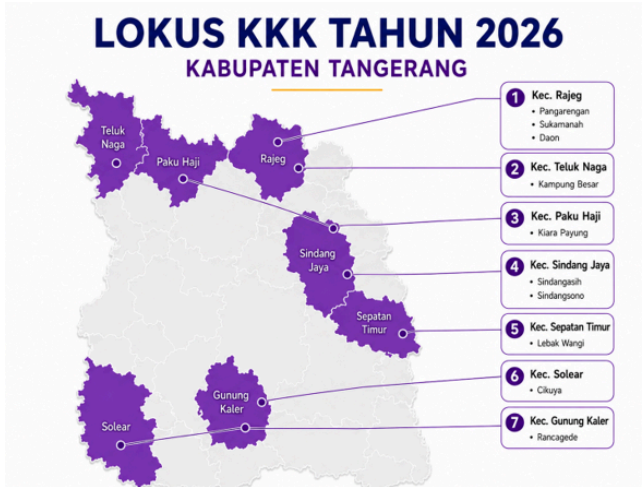 LOKUS KKK TAHUN 2026
KABUPATEN TANGERANG
Teluk
Naga
Paku Haji
Rajeg
Sindang
Jaya
Sepatan
Timur
Gunung
Kaler
Solear
1 Kec. Rajeg
• Pangarengan
• Sukamanah
• Daon
2 Kec. Teluk Naga
• Kampung Besar
3 Kec. Paku Haji
• Kiara Payung
4 Kec. Sindang Jaya
• Sindangasih
• Sindangsono
5 Kec. Sepatan Timur
• Lebak Wangi
6 Kec. Solear
• Cikuya
7 Kec. Gunung Kaler
• Rancagede